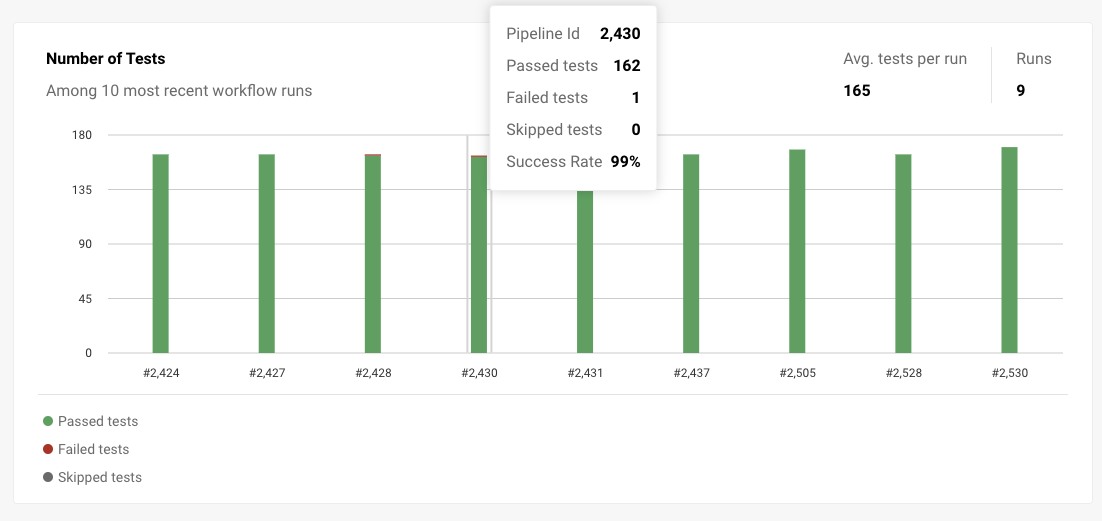 Number of Tests
Among 10 most recent workflow runs
Pipeline Id 2,430
Passed tests 162
Failed tests 1
Skipped tests 0
Success Rate 99%
Avg. tests per run
165
Runs
9
180
135
90
45
0
#2,424 #2,427 #2,428 #2,430 #2,431 #2,437 #2,505 #2,528 #2,530
Passed tests
Failed tests
Skipped tests